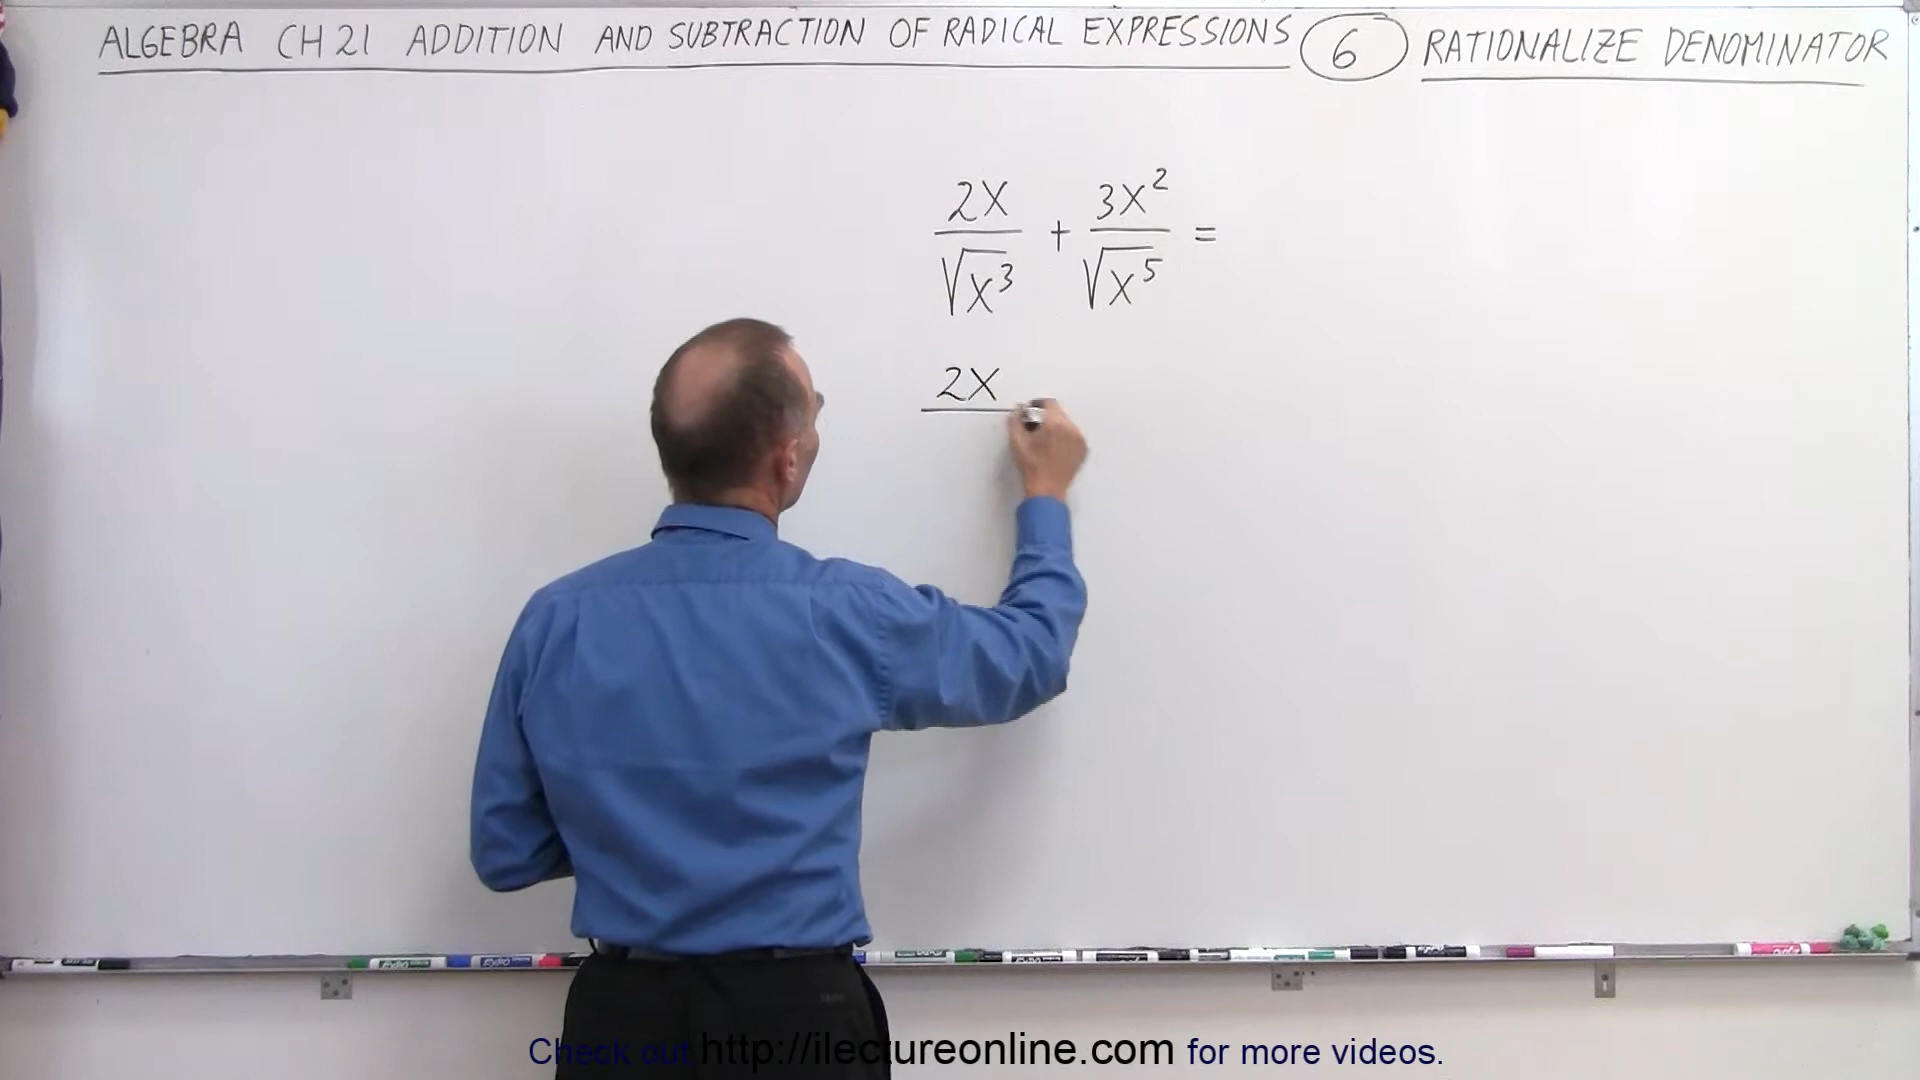 ALGEBRA CH 21 ADDITION AND SUBTRACTION OF RADICAL EXPRESSIONS 6 RATIONALIZE DENOMINATOR
2X/√X³ + 3X²/√X⁵ =
2X
Check out http://ilectureonline.com for more videos.